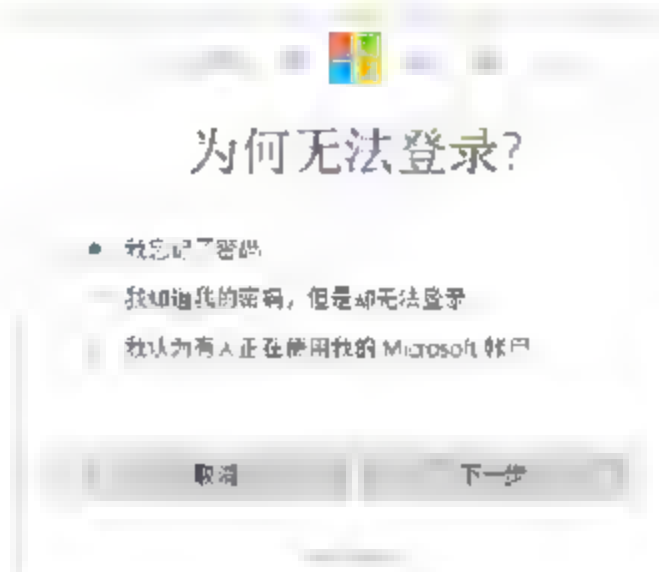 为何无法登录?
我忘记了密码
我知道我的密码，但是却无法登录
我认为有人正在使用我的 Microsoft 帐户
取消
下一步